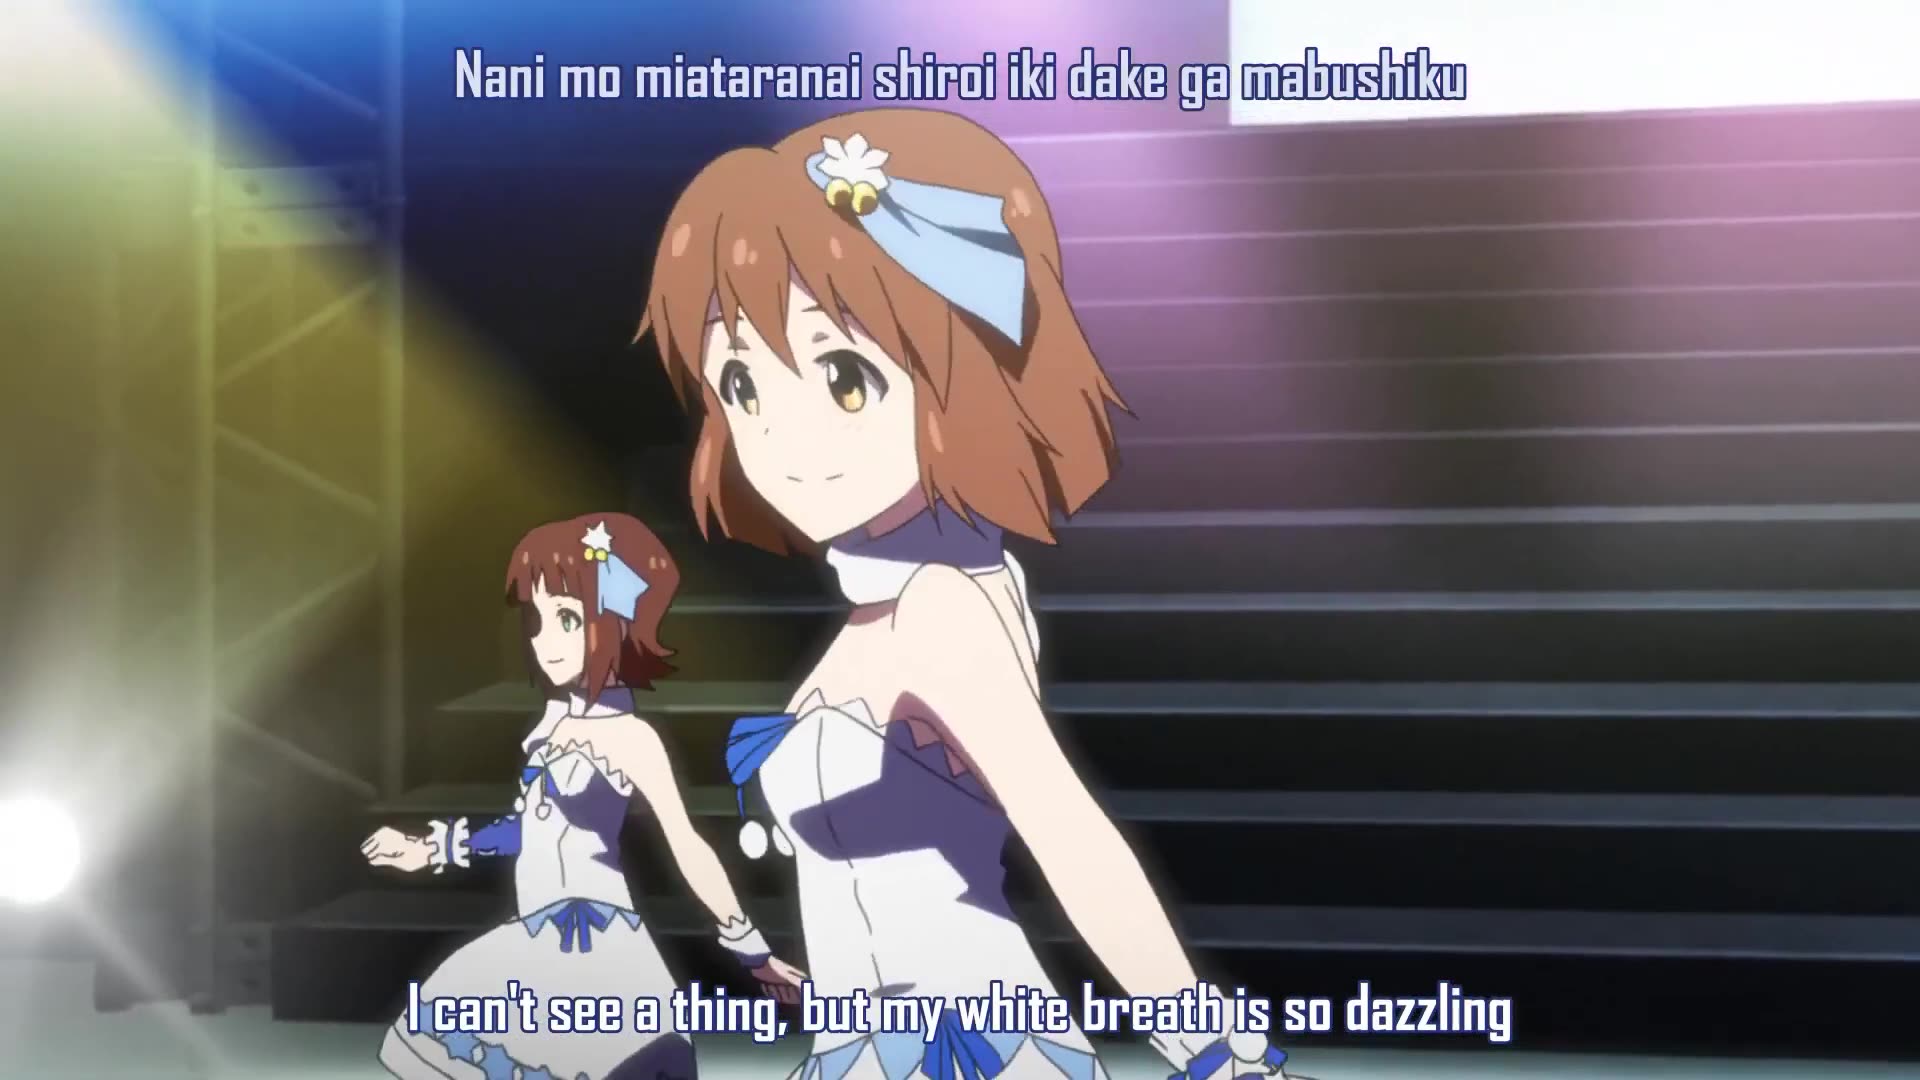 Nani mo miataranai shiroi iki dake ga mabushiku
I can't see a thing, but my white breath is so dazzling